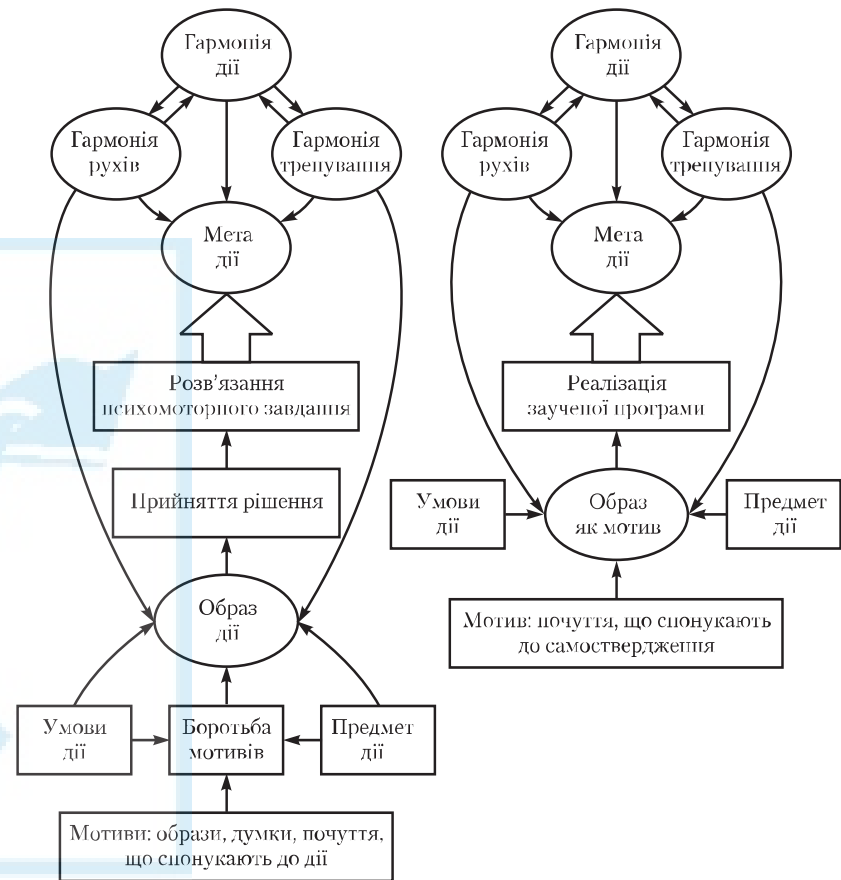 Гармонія
дії
Гармонія
рухів
Гармонія
тренування
Мета
дії
Розв’язання
психомоторного завдання
Прийняття рішення
Образ
дії
Умови
дії
Боротьба
мотивів
Предмет
дії
Мотиви: образи, думки, почуття,
що спонукають до дії
Гармонія
дії
Гармонія
рухів
Гармонія
тренування
Мета
дії
Реалізація
заученої програми
Умови
дії
Образ
як мотив
Предмет
дії
Мотив: почуття, що спонукають
до самоствердження